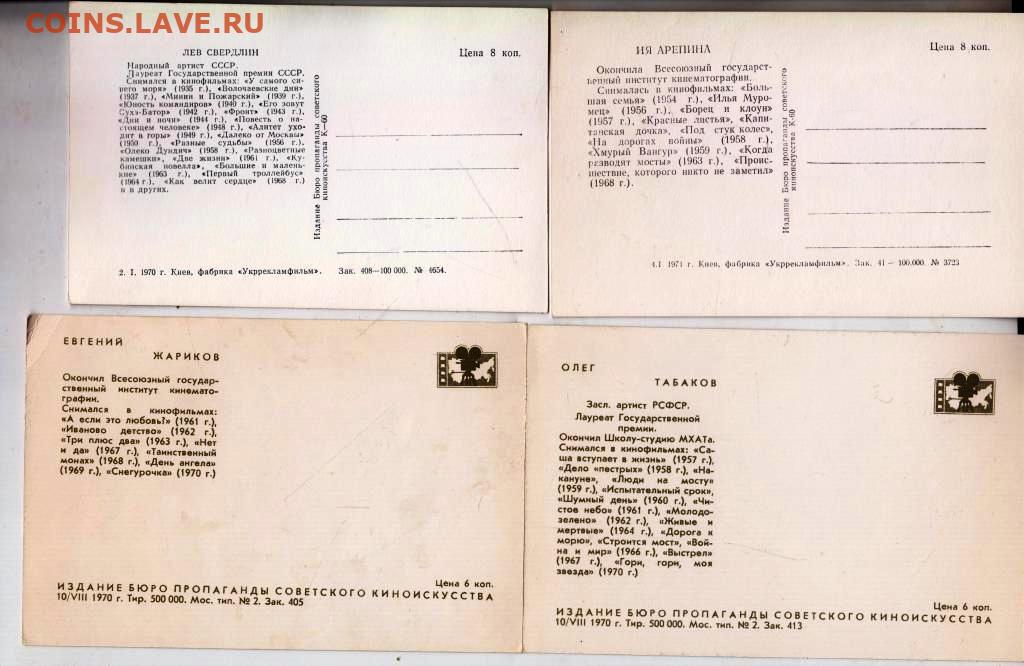 COINS.LAVE.RU
ЛЕВ СВЕРДЛИН
Цена 8 коп.
Народный артист СССР.
Лауреат Государственной премии СССР.
Снимался в кинофильмах: «У самого си-
него моря» (1935 г.), «Волочаевские дни»
(1937 г.), «Минин и Пожарский» (1939 г.),
«Юность командиров» (1940 г.), «Его зовут
Сухэ-Батор» (1942 г.), «Фронт» (1943 г.),
«Дни и ночи» (1944 г.), «Повесть о на-
стоящем человеке» (1948 г.), «Алитет ухо-
дит в горы» (1949 г.), «Далеко от Москвы»
(1950 г.), «Разные судьбы» (1956 г.),
«Олеко Дундич» (1958 г.), «Разноцветные
камешки», «Две жизни» (1961 г.), «Ку-
бинская новелла», «Большие и малень-
кие» (1963 г.), «Первый троллейбус»
(1964 г.), «Как велит сердце» (1968 г.)
и в других.
Издание Бюро пропаганды советского
киноискусства К—60
2. I. 1970 г. Киев, фабрика «Укррекламфильм». Зак. 408—100 000. № 4654.
ИЯ АРЕПИНА
Цена 8 коп.
Окончила Всесоюзный государст-
венный институт кинематографии.
Снималась в кинофильмах: «Боль-
шая семья» (1954 г.), «Илья Муро-
мец» (1956 г.), «Борец и клоун»
(1957 г.), «Красные листья», «Капи-
танская дочка», «Под стук колес»,
«На дорогах войны» (1958 г.),
«Хмурый Вангур» (1959 г.), «Когда
разводят мосты» (1963 г.), «Проис-
шествие, которого никто не заметил»
(1968 г.).
Издание Бюро пропаганды советского
киноискусства К-60
4.I 1971 г. Киев, фабрика «Укррекламфильм». Зак. 41 — 100.000. № 3723
ЕВГЕНИЙ
ЖАРИКОВ
Окончил Всесоюзный государ-
ственный институт кинемато-
графии.
Снимался в кинофильмах:
«А если это любовь?» (1961 г.),
«Иваново детство» (1962 г.),
«Три плюс два» (1963 г.), «Нет
и да» (1967 г.), «Таинственный
монах» (1968 г.), «День ангела»
(1969 г.), «Снегурочка» (1970 г.)
Цена 6 коп.
ИЗДАНИЕ БЮРО ПРОПАГАНДЫ СОВЕТСКОГО КИНОИСКУССТВА
10/VIII 1970 г. Тир. 500 000. Мос. тип. № 2. Зак. 405
ОЛЕГ
ТАБАКОВ
Засл. артист РСФСР.
Лауреат Государственной
премии.
Окончил Школу-студию МХАТа.
Снимался в кинофильмах: «Са-
ша вступает в жизнь» (1957 г.),
«Дело «пестрых» (1958 г.), «На-
кануне», «Люди на мосту»
(1959 г.), «Испытательный срок»,
«Шумный день» (1960 г.), «Чи-
стое небо» (1961 г.), «Молодо-
зелено» (1962 г.), «Живые и
мертвые» (1964 г.), «Дорога к
морю», «Строится мост», «Вой-
на и мир» (1966 г.), «Выстрел»
(1967 г.), «Гори, гори, моя
звезда» (1970 г.)
Цена 6 коп.
ИЗДАНИЕ БЮРО ПРОПАГАНДЫ СОВЕТСКОГО КИНОИСКУССТВА
10/VIII 1970 г. Тир. 500 000. Мос. тип. № 2. Зак. 413